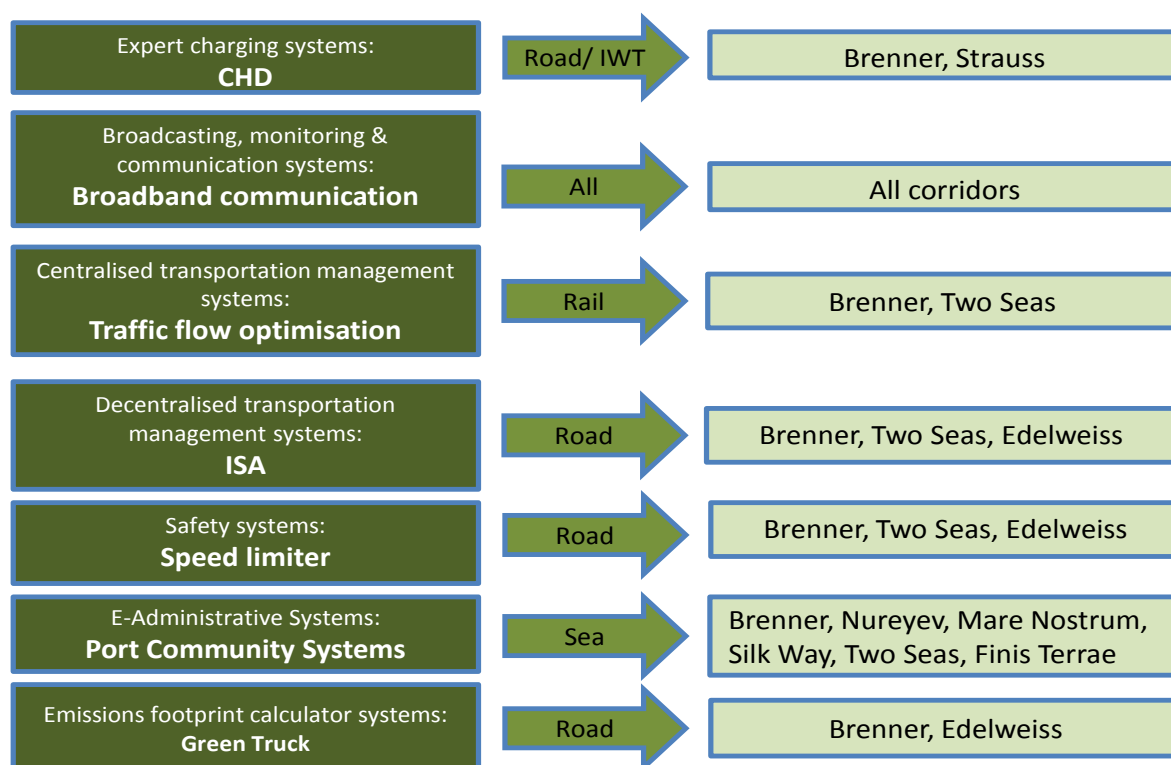 Expert charging systems:
CHD
Road/ IWT
Brenner, Strauss
Broadcasting, monitoring &
communication systems:
Broadband communication
All
All corridors
Centralised transportation management
systems:
Traffic flow optimisation
Rail
Brenner, Two Seas
Decentralised transportation
management systems:
ISA
Road
Brenner, Two Seas, Edelweiss
Safety systems:
Speed limiter
Road
Brenner, Two Seas, Edelweiss
E-Administrative Systems:
Port Community Systems
Sea
Brenner, Nureyev, Mare Nostrum,
Silk Way, Two Seas, Finis Terrae
Emissions footprint calculator systems:
Green Truck
Road
Brenner, Edelweiss